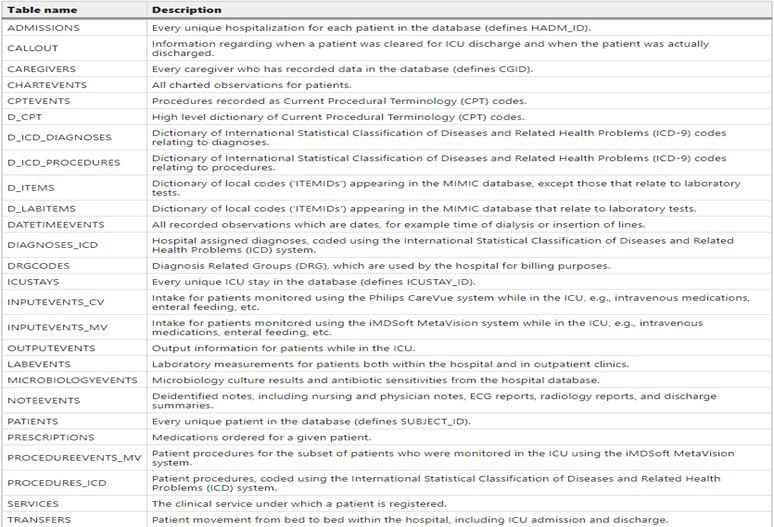 Table name Description
ADMISSIONS Every unique hospitalization for each patient in the database (defines HADM_ID).
CALLOUT Information regarding when a patient was cleared for ICU discharge and when the patient was actually
discharged.
CAREGIVERS Every caregiver who has recorded data in the database (defines CGID).
CHARTEVENTS All charted observations for patients.
CPTEVENTS Procedures recorded as Current Procedural Terminology (CPT) codes.
D_CPT High level dictionary of Current Procedural Terminology (CPT) codes.
D_ICD_DIAGNOSES Dictionary of International Statistical Classification of Diseases and Related Health Problems (ICD-9) codes
relating to diagnoses.
D_ICD_PROCEDURES Dictionary of International Statistical Classification of Diseases and Related Health Problems (ICD-9) codes
relating to procedures.
D_ITEMS Dictionary of local codes ('ITEMIDs') appearing in the MIMIC database, except those that relate to laboratory
tests.
D_LABITEMS Dictionary of local codes ('ITEMIDs') appearing in the MIMIC database that relate to laboratory tests.
DATETIMEEVENTS All recorded observations which are dates, for example time of dialysis or insertion of lines.
DIAGNOSES_ICD Hospital assigned diagnoses, coded using the International Statistical Classification of Diseases and Related
Health Problems (ICD) system.
DRGCODES Diagnosis Related Groups (DRG), which are used by the hospital for billing purposes.
ICUSTAYS Every unique ICU stay in the database (defines ICUSTAY_ID).
INPUTEVENTS_CV Intake for patients monitored using the Philips CareVue system while in the ICU, e.g., intravenous medications,
enteral feeding, etc.
INPUTEVENTS_MV Intake for patients monitored using the iMDSoft MetaVision system while in the ICU, e.g., intravenous
medications, enteral feeding, etc.
OUTPUTEVENTS Output information for patients while in the ICU.
LABEVENTS Laboratory measurements for patients both within the hospital and in outpatient clinics.
MICROBIOLOGYEVENTS Microbiology culture results and antibiotic sensitivities from the hospital database.
NOTEEVENTS Deidentified notes, including nursing and physician notes, ECG reports, radiology reports, and discharge
summaries.
PATIENTS Every unique patient in the database (defines SUBJECT_ID).
PRESCRIPTIONS Medications ordered for a given patient.
PROCEDUREEVENTS_MV Patient procedures for the subset of patients who were monitored in the ICU using the iMDSoft MetaVision
system.
PROCEDURES_ICD Patient procedures, coded using the International Statistical Classification of Diseases and Related Health
Problems (ICD) system.
SERVICES The clinical service under which a patient is registered.
TRANSFERS Patient movement from bed to bed within the hospital, including ICU admission and discharge.